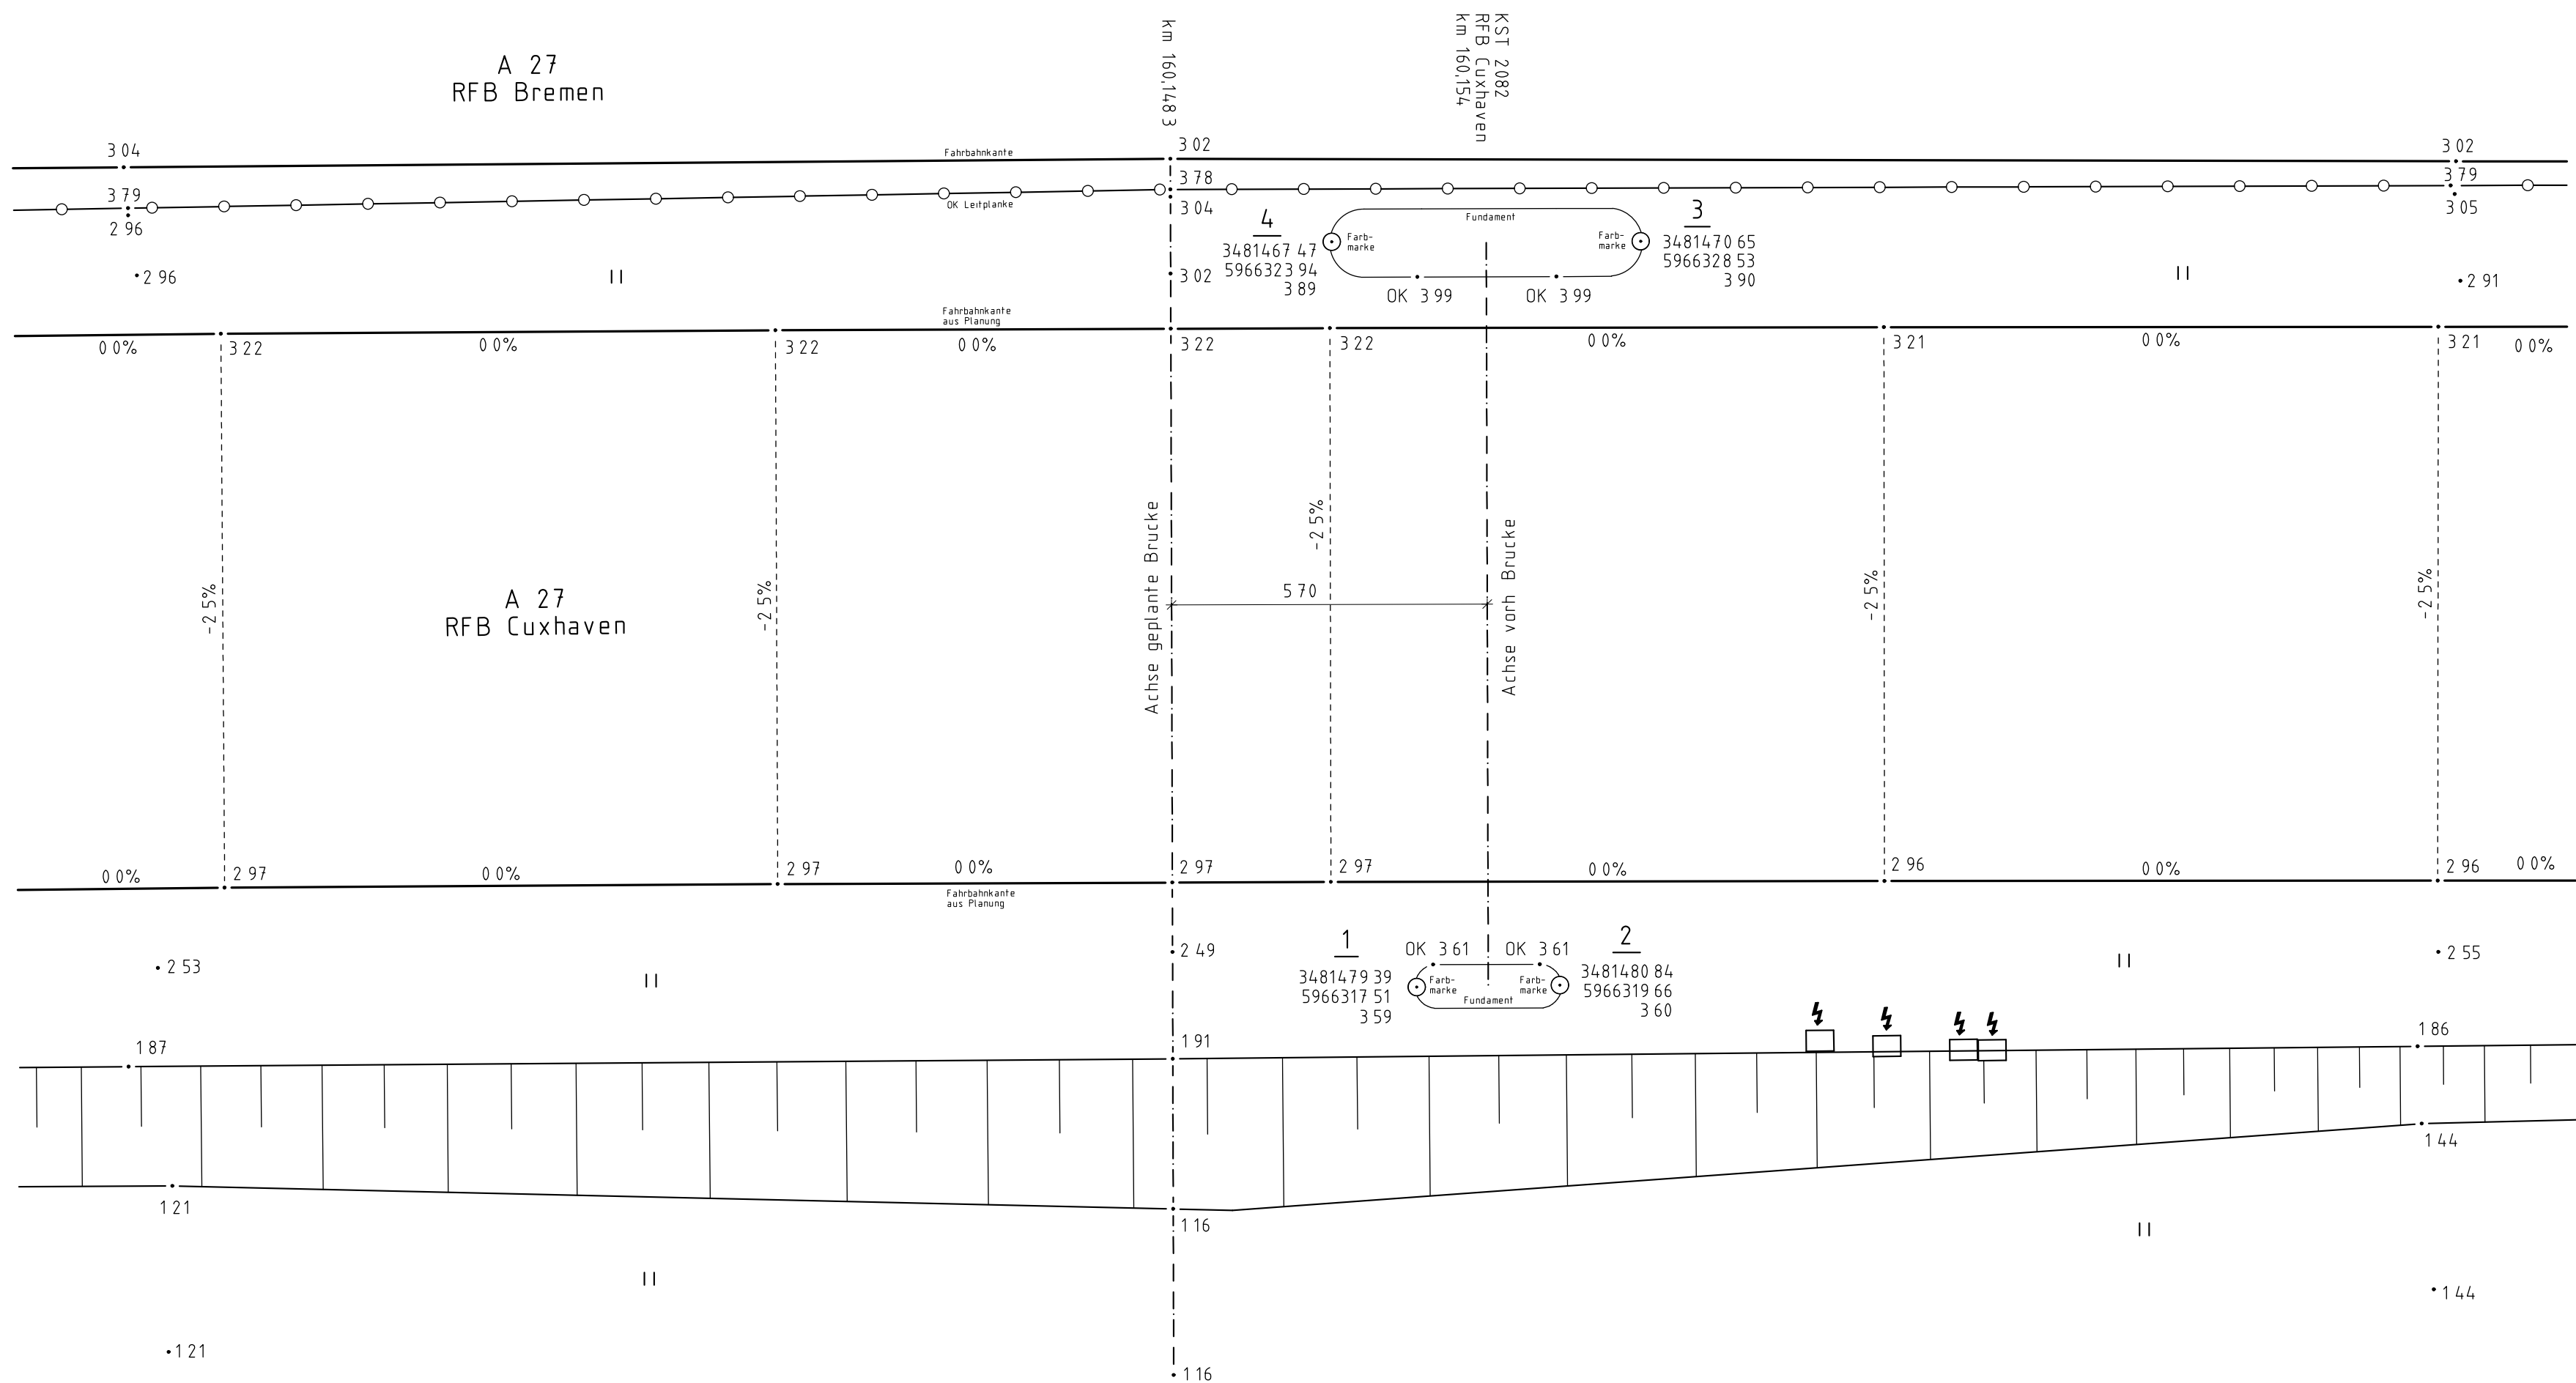 km 160,148 3
KST 2082
RFB Cuxhaven
km 160,154
A 27
RFB Bremen
3 04
Fahrbahnkante
3 02
3 02
3 79
3 78
3 79
OK Leitplanke
2 96
3 04
3 05
4
3481467 47
5966323 94
3 89
Farb-
marke
Fundament
Farb-
marke
3
3481470 65
5966328 53
3 90
2 96
3 02
2 91
OK 3 99
OK 3 99
Fahrbahnkante
aus Planung
0 0%
3 22
0 0%
3 22
0 0%
3 22
3 22
0 0%
3 21
0 0%
3 21
0 0%
-2 5%
-2 5%
-2 5%
-2 5%
-2 5%
Achse geplante Brucke
Achse vorh Brucke
5 70
A 27
RFB Cuxhaven
0 0%
2 97
0 0%
2 97
0 0%
2 97
2 97
0 0%
2 96
0 0%
2 96
0 0%
Fahrbahnkante
aus Planung
2 53
2 49
1
3481479 39
5966317 51
3 59
OK 3 61
OK 3 61
Farb-
marke
Farb-
marke
Fundament
2
3481480 84
5966319 66
3 60
2 55
1 87
1 91
1 86
1 21
1 16
1 44
1 44
1 21
1 16